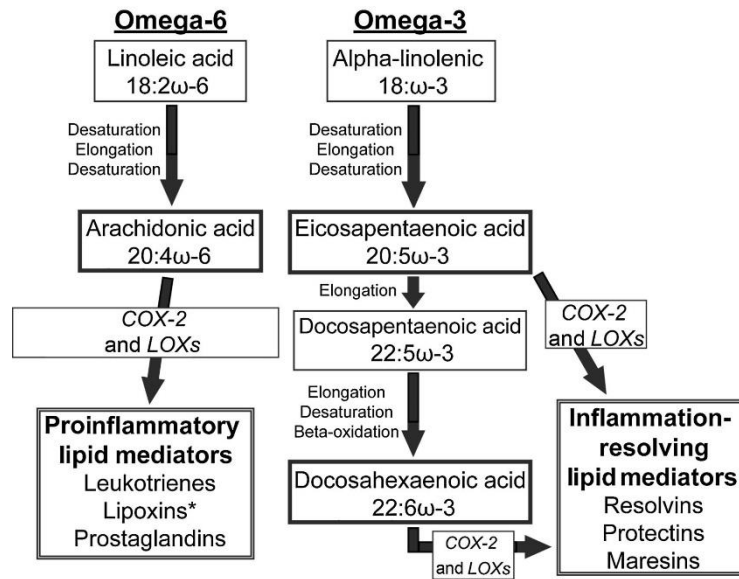 Omega-6
Linoleic acid
18:2ω-6
Desaturation
Elongation
Desaturation
Arachidonic acid
20:4ω-6
COX-2
and LOXs
Proinflammatory
lipid mediators
Leukotrienes
Lipoxins*
Prostaglandins
Omega-3
Alpha-linolenic
18:ω-3
Desaturation
Elongation
Desaturation
Eicosapentaenoic acid
20:5ω-3
Elongation
Docosapentaenoic acid
22:5ω-3
Elongation
Desaturation
Beta-oxidation
Docosahexaenoic acid
22:6ω-3
COX-2
and LOXs
COX-2
and LOXs
Inflammation-
resolving
lipid mediators
Resolvins
Protectins
Maresins